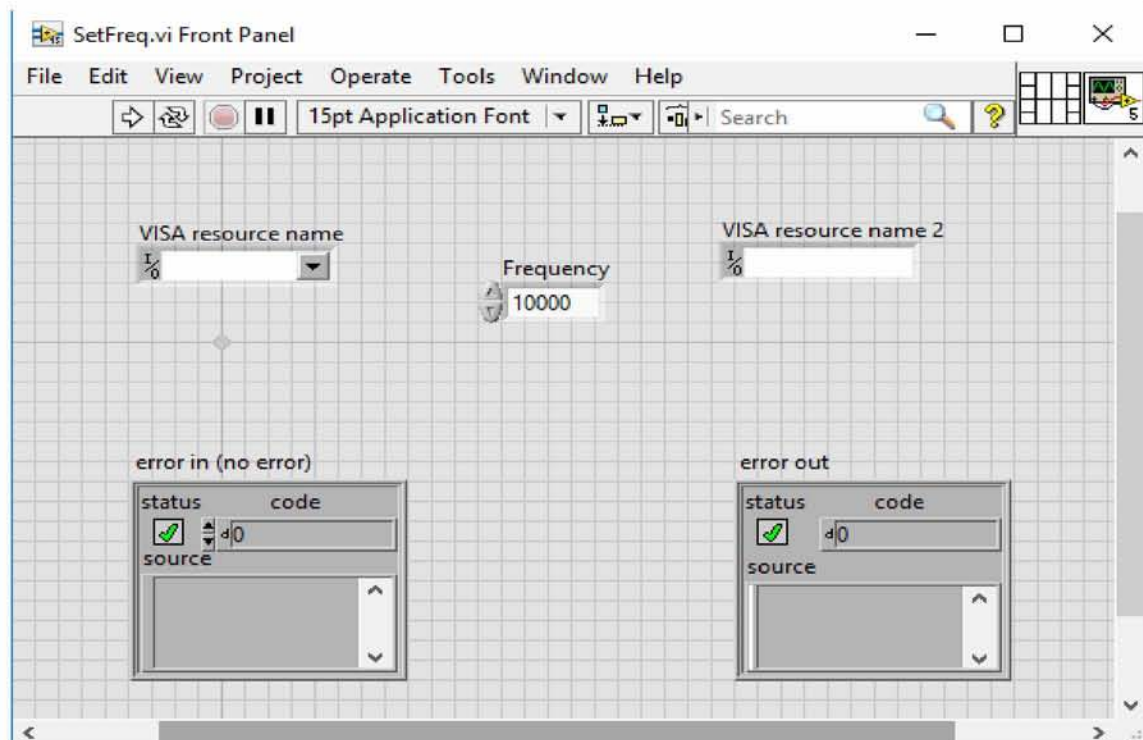 SetFreq.vi Front Panel
File Edit View Project Operate Tools Window Help
15pt Application Font Search
5
VISA resource name
VISA resource name 2
I/O
I/O
Frequency
10000
error in (no error)
error out
status code
status code
d 0
d 0
source
source